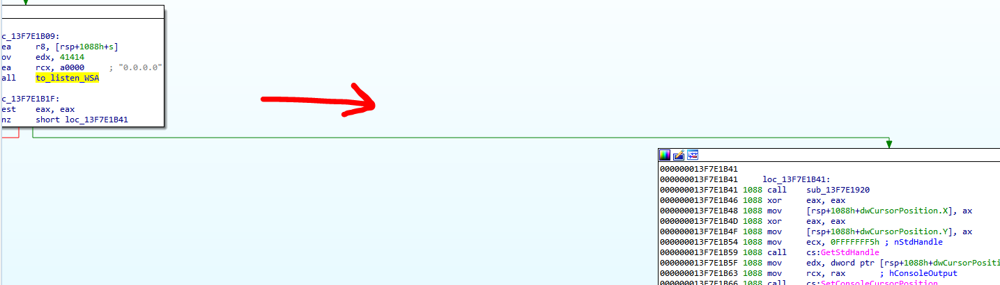 c_13F7E1B09:
ea r8, [rsp+1088h+s]
ov edx, 41414
ea rcx, a0000 ; "0.0.0.0"
all to_listen_WSA
c_13F7E1B1F:
est eax, eax
nz short loc_13F7E1B41
000000013F7E1B41
000000013F7E1B41 loc_13F7E1B41:
000000013F7E1B41 1088 call sub_13F7E1920
000000013F7E1B46 1088 xor eax, eax
000000013F7E1B48 1088 mov [rsp+1088h+dwCursorPosition.X], ax
000000013F7E1B4D 1088 xor eax, eax
000000013F7E1B4F 1088 mov [rsp+1088h+dwCursorPosition.Y], ax
000000013F7E1B54 1088 mov ecx, 0FFFFFFF5h ; nStdHandle
000000013F7E1B59 1088 call cs:GetStdHandle
000000013F7E1B5F 1088 mov edx, dword ptr [rsp+1088h+dwCursorPositi
000000013F7E1B63 1088 mov rcx, rax ; hConsoleOutput
000000013F7E1B66 1088 call cs:SetConsoleCursorPosition